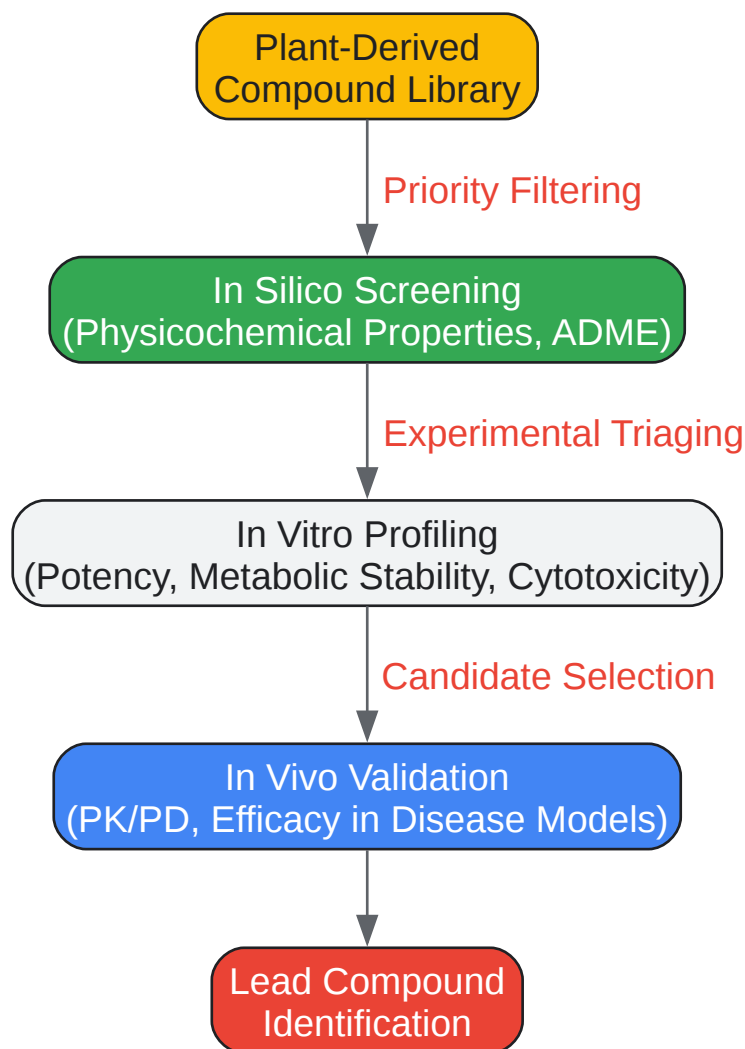 Plant-Derived
Compound Library
Priority Filtering
In Silico Screening
(Physicochemical Properties, ADME)
Experimental Triaging
In Vitro Profiling
(Potency, Metabolic Stability, Cytotoxicity)
Candidate Selection
In Vivo Validation
(PK/PD, Efficacy in Disease Models)
Lead Compound
Identification